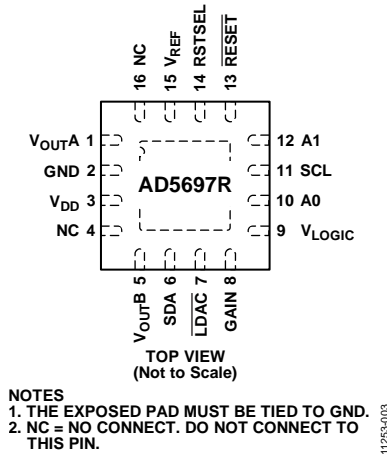 16 NC
15 VREF
14 RSTSEL
13 RESET
VOUTA 1
GND 2
VDD 3
NC 4
AD5697R
12 A1
11 SCL
10 A0
9 VLOGIC
VOUTB 5
SDA 6
LDAC 7
GAIN 8
TOP VIEW
(Not to Scale)
NOTES
1. THE EXPOSED PAD MUST BE TIED TO GND.
2. NC = NO CONNECT. DO NOT CONNECT TO
THIS PIN.
11253-003